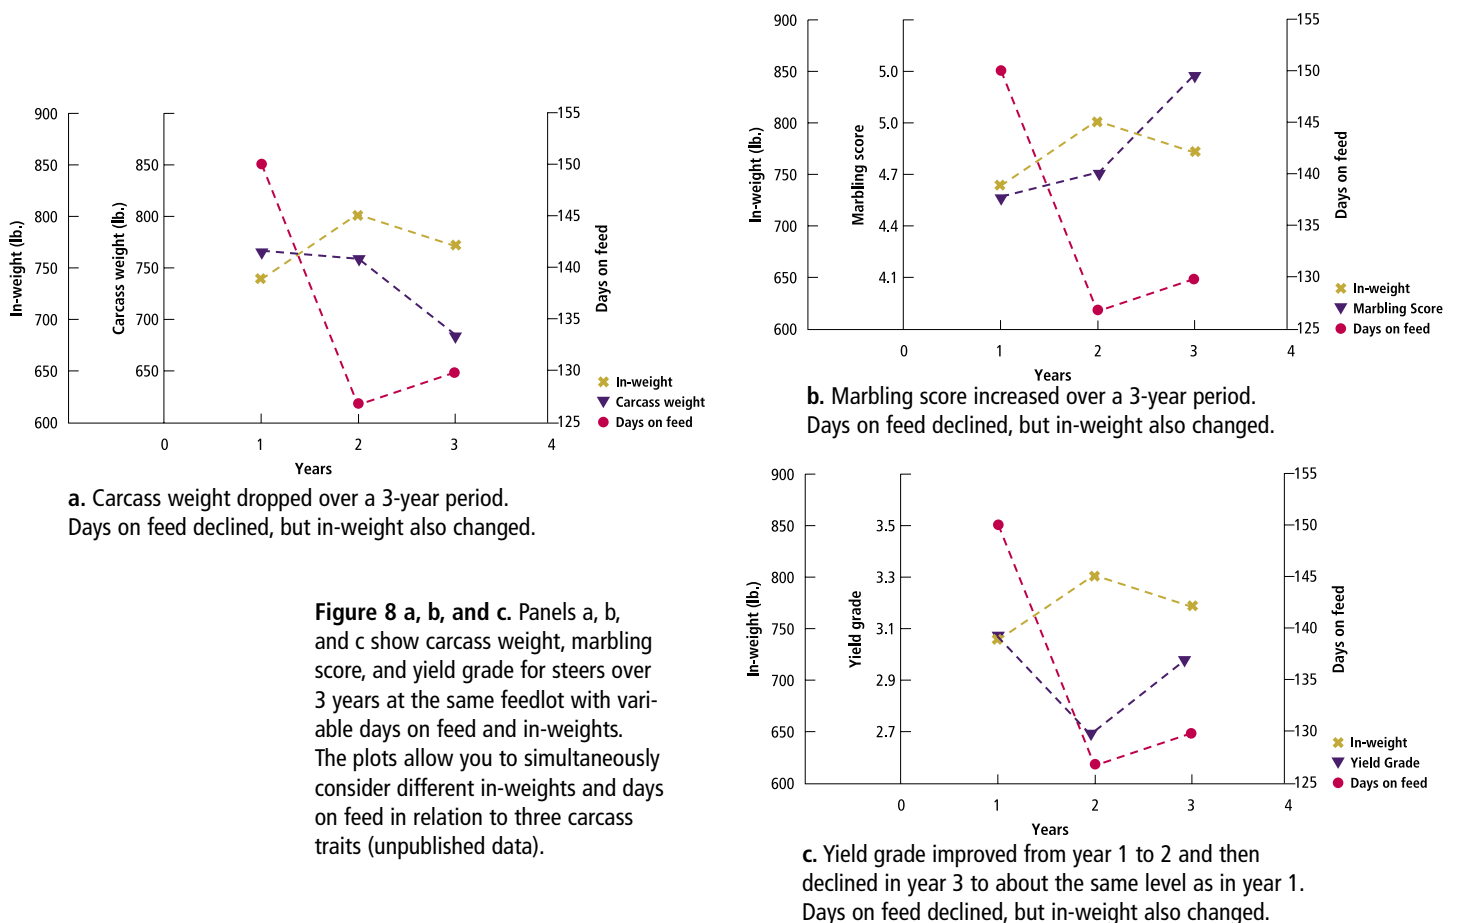 900
850
800
750
700
650
600
In-weight (lb.)
850
800
750
700
650
Carcass weight (lb.)
155
150
145
140
135
130
125
Days on feed
0 1 2 3 4
Years
In-weight
Carcass weight
Days on feed
a. Carcass weight dropped over a 3-year period.
Days on feed declined, but in-weight also changed.
Figure 8 a, b, and c. Panels a, b,
and c show carcass weight, marbling
score, and yield grade for steers over
3 years at the same feedlot with vari-
able days on feed and in-weights.
The plots allow you to simultaneously
consider different in-weights and days
on feed in relation to three carcass
traits (unpublished data).
900
850
800
750
700
650
600
In-weight (lb.)
5.0
5.0
4.7
4.4
4.1
Marbling score
155
150
145
140
135
130
125
Days on feed
0 1 2 3 4
Years
In-weight
Marbling Score
Days on feed
b. Marbling score increased over a 3-year period.
Days on feed declined, but in-weight also changed.
900
850
800
750
700
650
600
In-weight (lb.)
3.5
3.3
3.1
2.9
2.7
Yield grade
155
150
145
140
135
130
125
Days on feed
0 1 2 3 4
Years
In-weight
Yield Grade
Days on feed
c. Yield grade improved from year 1 to 2 and then
declined in year 3 to about the same level as in year 1.
Days on feed declined, but in-weight also changed.